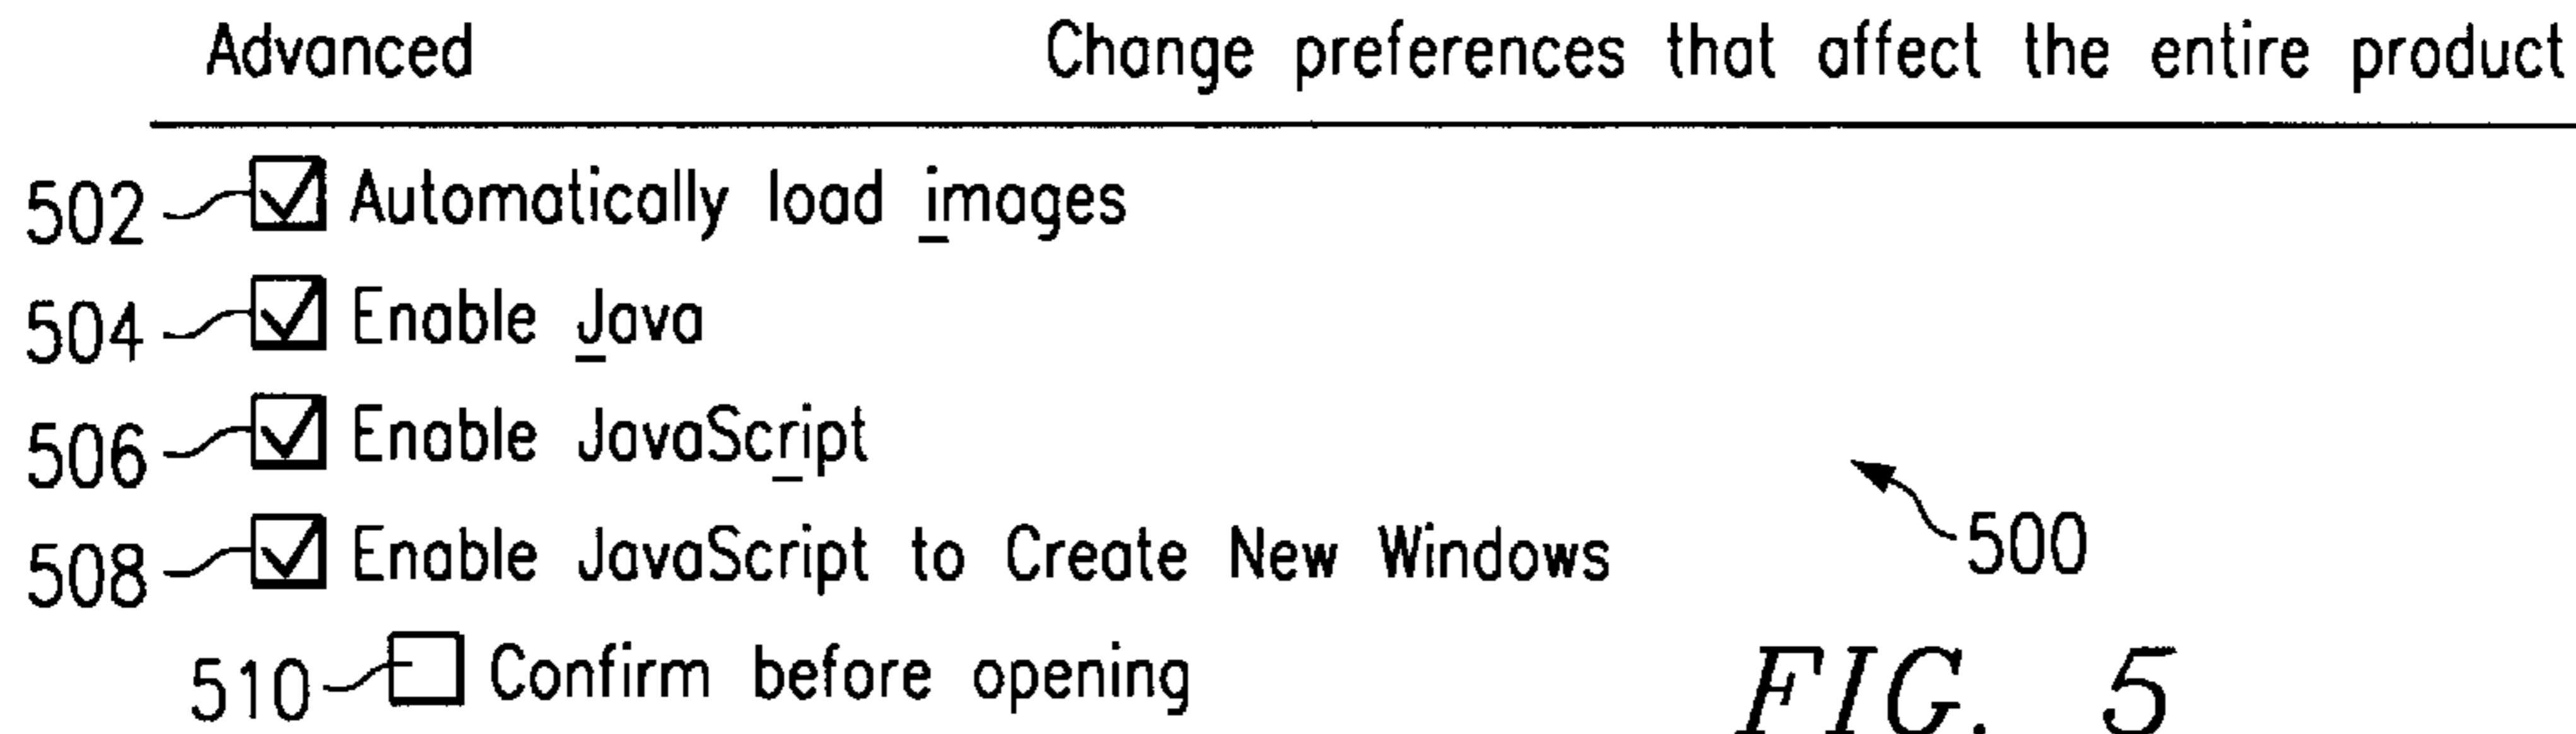 Advanced Change preferences that affect the entire product
502 Automatically load images
504 Enable Java
506 Enable JavaScript
508 Enable JavaScript to Create New Windows
500
510 Confirm before opening
FIG. 5